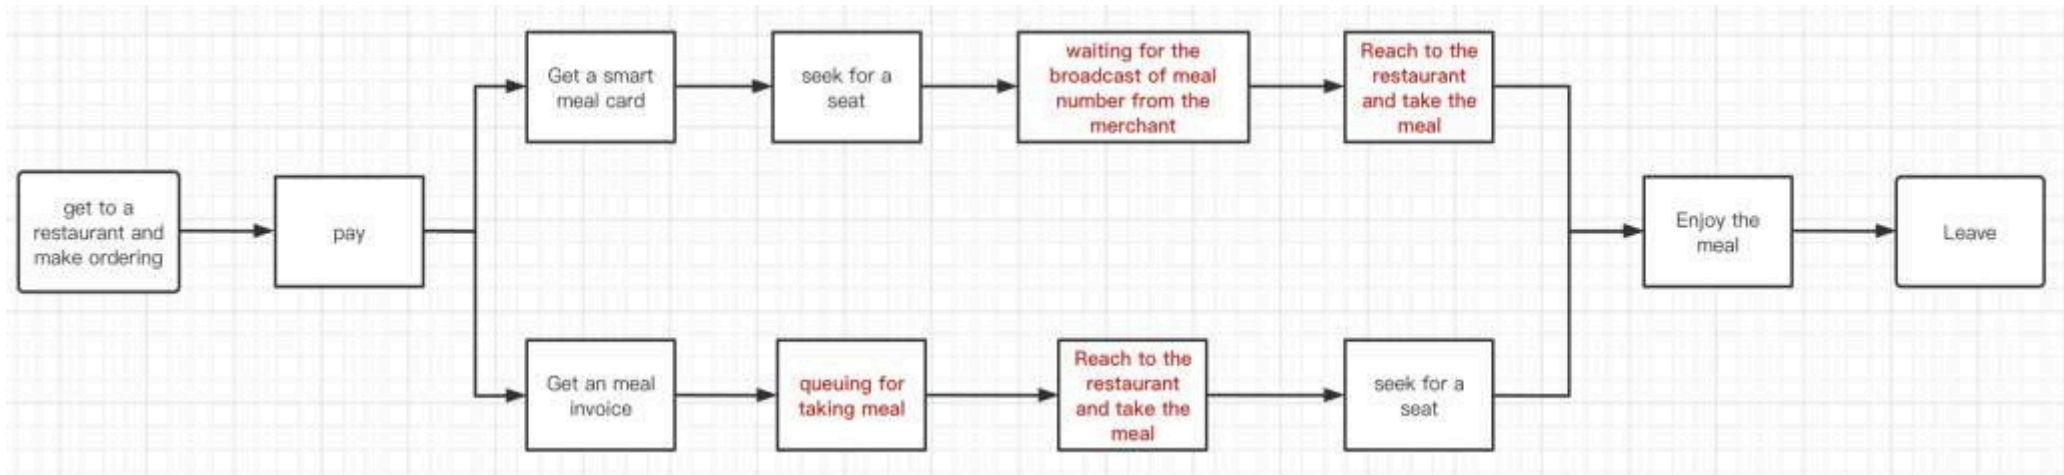 get to a
restaurant and
make ordering
pay
Get a smart
meal card
seek for a
seat
waiting for the
broadcast of meal
number from the
merchant
Reach to the
restaurant
and take the
meal
Get an meal
invoice
queuing for
taking meal
Reach to the
restaurant
and take the
meal
seek for a
seat
Enjoy the
meal
Leave